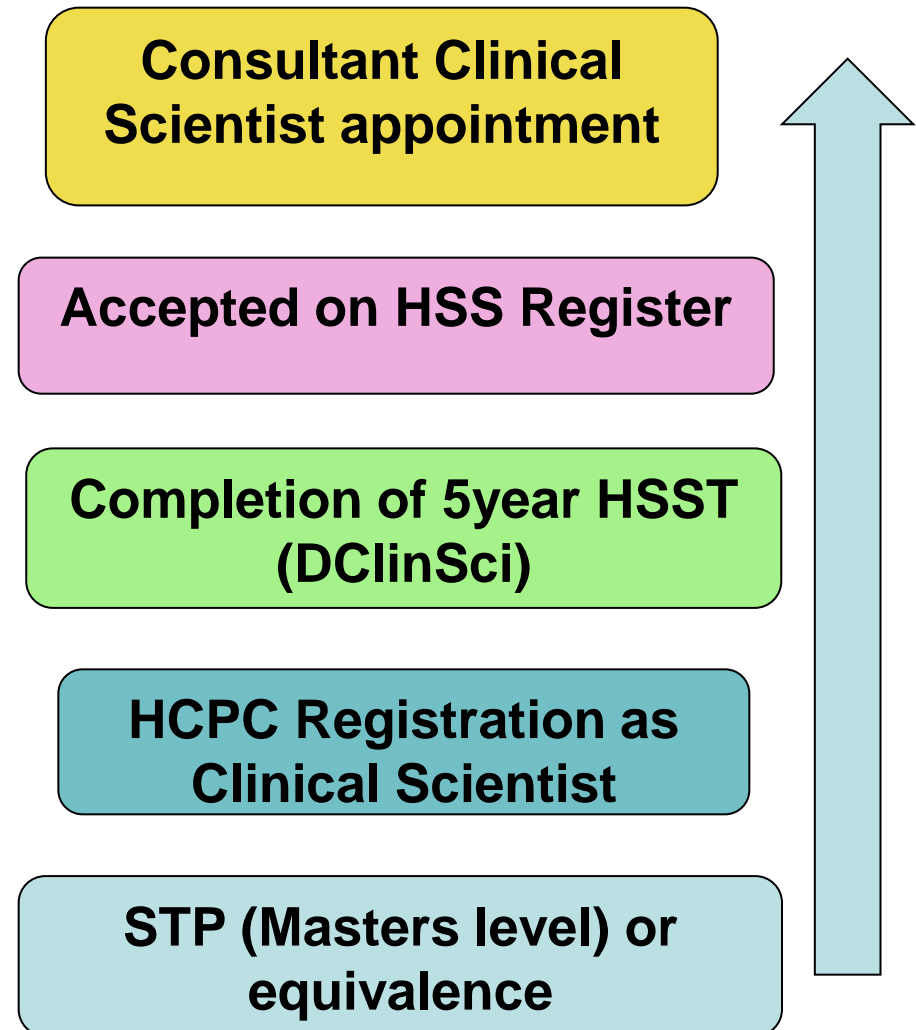 Consultant Clinical
Scientist appointment
Accepted on HSS Register
Completion of 5year HSST
(DClinSci)
HCPC Registration as
Clinical Scientist
STP (Masters level) or
equivalence